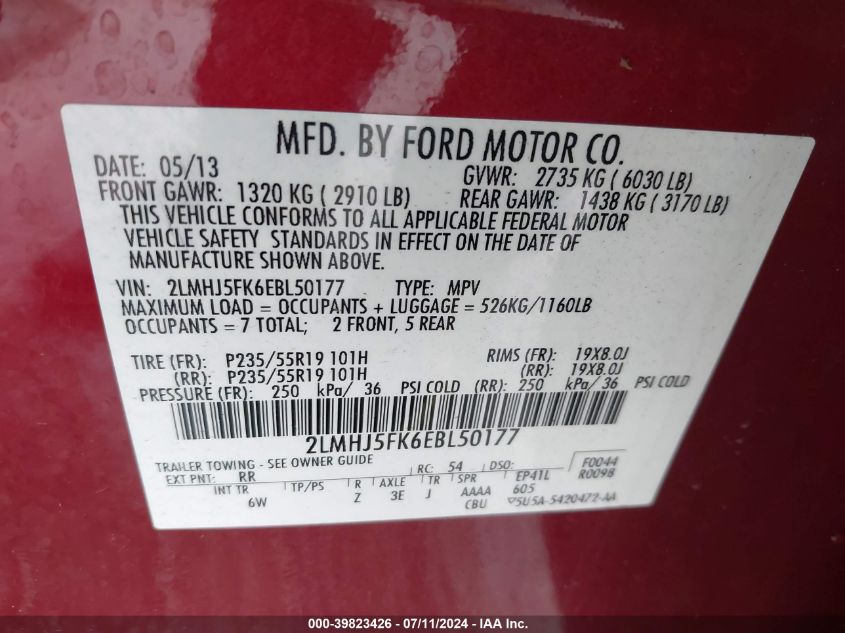 MFD. BY FORD MOTOR CO.
DATE: 05/13 GVWR: 2735 KG ( 6030 LB)
FRONT GAWR: 1320 KG ( 2910 LB) REAR GAWR: 1438 KG ( 3170 LB)
THIS VEHICLE CONFORMS TO ALL APPLICABLE FEDERAL MOTOR
VEHICLE SAFETY STANDARDS IN EFFECT ON THE DATE OF
MANUFACTURE SHOWN ABOVE.
VIN: 2LMHJ5FK6EBL50177 TYPE: MPV
MAXIMUM LOAD = OCCUPANTS + LUGGAGE = 526KG/1160LB
OCCUPANTS = 7 TOTAL; 2 FRONT, 5 REAR
TIRE (FR): P235/55R19 101H RIMS (FR): 19X8.0J
(RR): P235/55R19 101H (RR): 19X8.0J
PRESSURE (FR): 250 kPa/ 36 PSI COLD (RR): 250 kPa/ 36 PSI COLD
2LMHJ5FK6EBL50177
TRAILER TOWING - SEE OWNER GUIDE
EXT PNT: RR RC: 54 DSO: F0044
R0098
INT TR TP/PS R AXLE TR SPR EP41L
6W Z 3E J AAAA 605
CBU 5U5A-5420472-AA
000-39823426 - 07/11/2024 - IAA Inc.